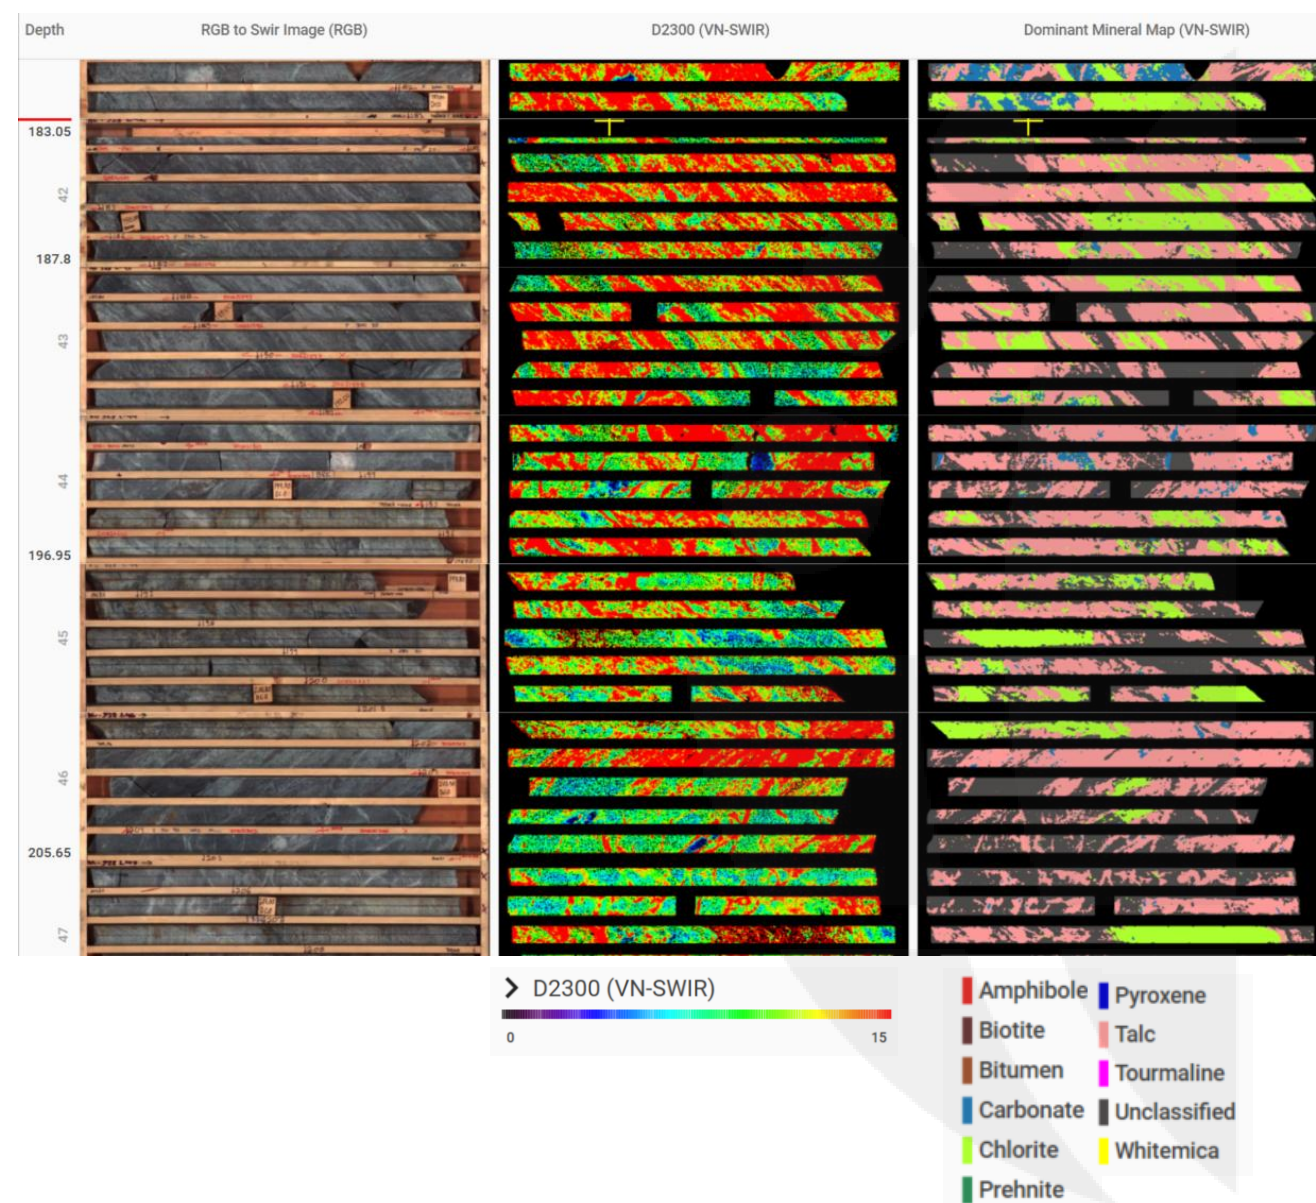 Depth RGB to Swir Image (RGB) D2300 (VN-SWIR) Dominant Mineral Map (VN-SWIR)
183.05
42
187.8
43
44
196.95
45
46
205.65
47
D2300 (VN-SWIR)
0 15
Amphibole Pyroxene
Biotite Talc
Bitumen Tourmaline
Carbonate Unclassified
Chlorite Whitemica
Prehnite